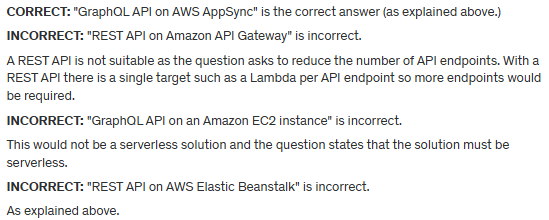 CORRECT: "GraphQL API on AWS AppSync" is the correct answer (as explained above.)
INCORRECT: "REST API on Amazon API Gateway" is incorrect.
A REST API is not suitable as the question asks to reduce the number of API endpoints. With a
REST API there is a single target such as a Lambda per API endpoint so more endpoints would
be required.
INCORRECT: "GraphQL API on an Amazon EC2 instance" is incorrect.
This would not be a serverless solution and the question states that the solution must be
serverless.
INCORRECT: "REST API on AWS Elastic Beanstalk" is incorrect.
As explained above.